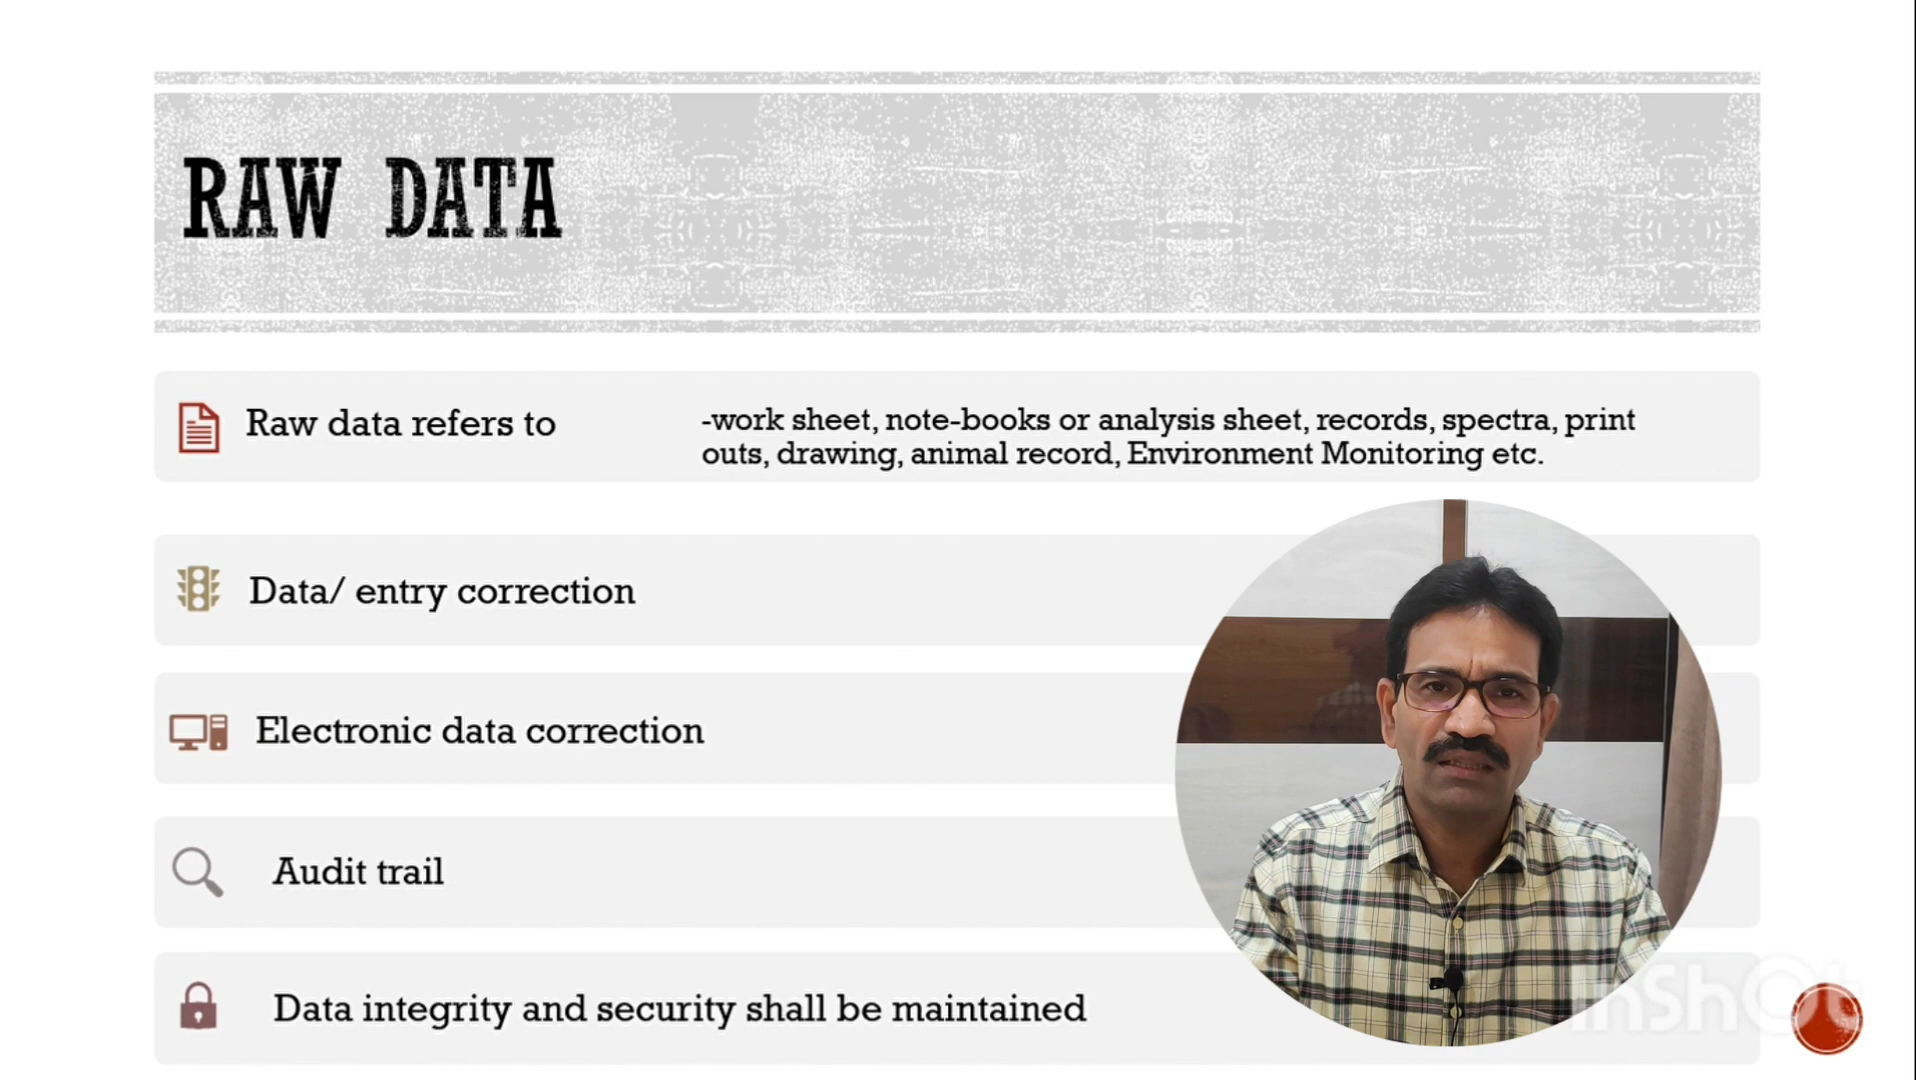 RAW DATA
Raw data refers to
-work sheet, note-books or analysis sheet, records, spectra, print
outs, drawing, animal record, Environment Monitoring etc.
Data/ entry correction
Electronic data correction
Audit trail
Data integrity and security shall be maintained
InShOt